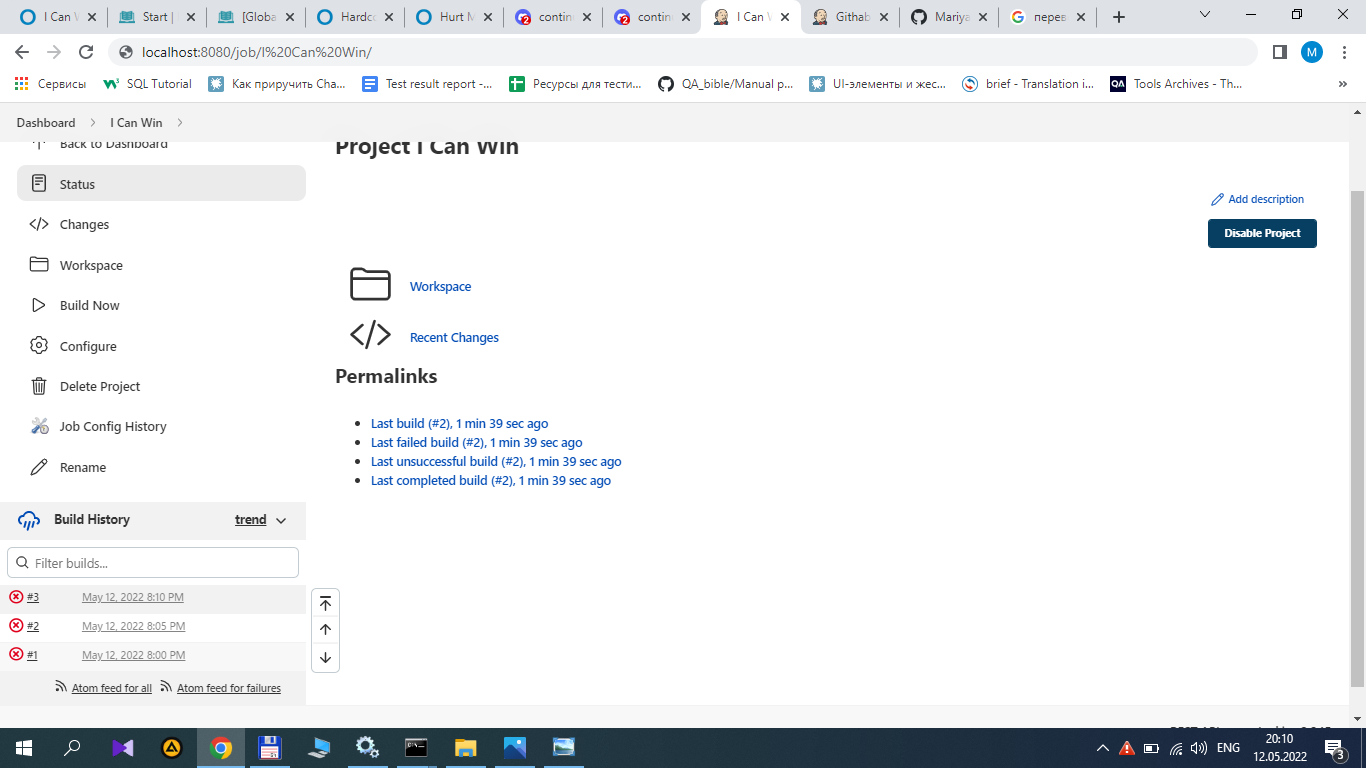 I Can W
Start |
[Globa
Hardco
Hurt M
contin
contin
I Can W
Githab
Mariya
перев
localhost:8080/job/I%20Can%20Win/
M
Сервисы
SQL Tutorial
Как приручить Cha...
Test result report -...
Ресурсы для тести...
QA_bible/Manual p...
UI-элементы и жес...
brief - Translation i...
QA
Tools Archives - Th...
»
Dashboard
I Can Win
Back to Dashboard
Project I Can Win
Status
Add description
Changes
Disable Project
Workspace
Workspace
Build Now
Recent Changes
Configure
Permalinks
Delete Project
Last build (#2), 1 min 39 sec ago
Job Config History
Last failed build (#2), 1 min 39 sec ago
Last unsuccessful build (#2), 1 min 39 sec ago
Rename
Last completed build (#2), 1 min 39 sec ago
Build History
trend
Filter builds...
#3 May 12, 2022 8:10 PM
#2 May 12, 2022 8:05 PM
#1 May 12, 2022 8:00 PM
Atom feed for all
Atom feed for failures
ENG
20:10
12.05.2022
3